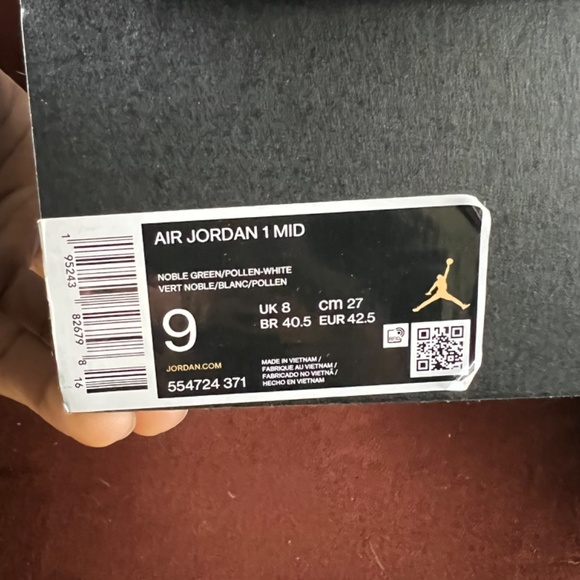 AIR JORDAN 1 MID
NOBLE GREEN/POLLEN-WHITE
VERT NOBLE/BLANC/POLLEN
9
UK 8 cm 27
BR 40.5 EUR 42.5
JORDAN.COM
554724 371
MADE IN VIETNAM /
FABRIQUE AU VIETNAM /
FABRICADO NO VIETNÃ /
HECHO EN VIETNAM
1 95243 82679 8 16